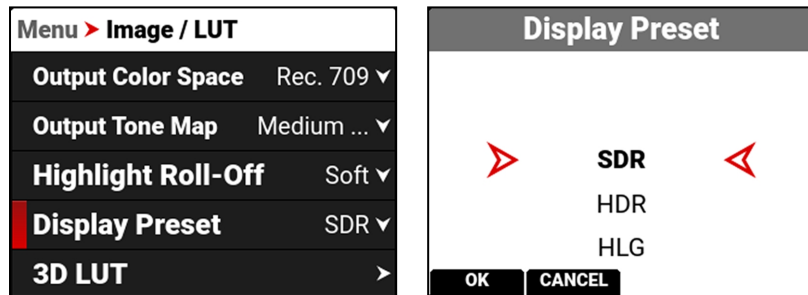 Menu > Image / LUT
Output Color Space Rec. 709
Output Tone Map Medium ...
Highlight Roll-Off Soft
Display Preset SDR
3D LUT >
Display Preset
SDR
HDR
HLG
OK CANCEL